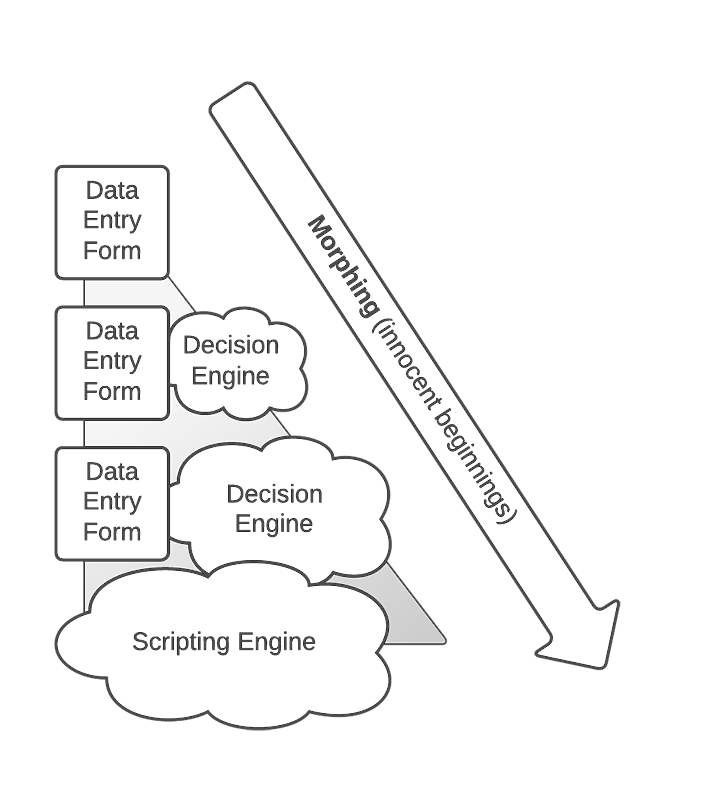 Data
Entry
Form
Data
Entry
Form
Decision
Engine
Data
Entry
Form
Decision
Engine
Scripting Engine
Morphing (innocent beginnings)